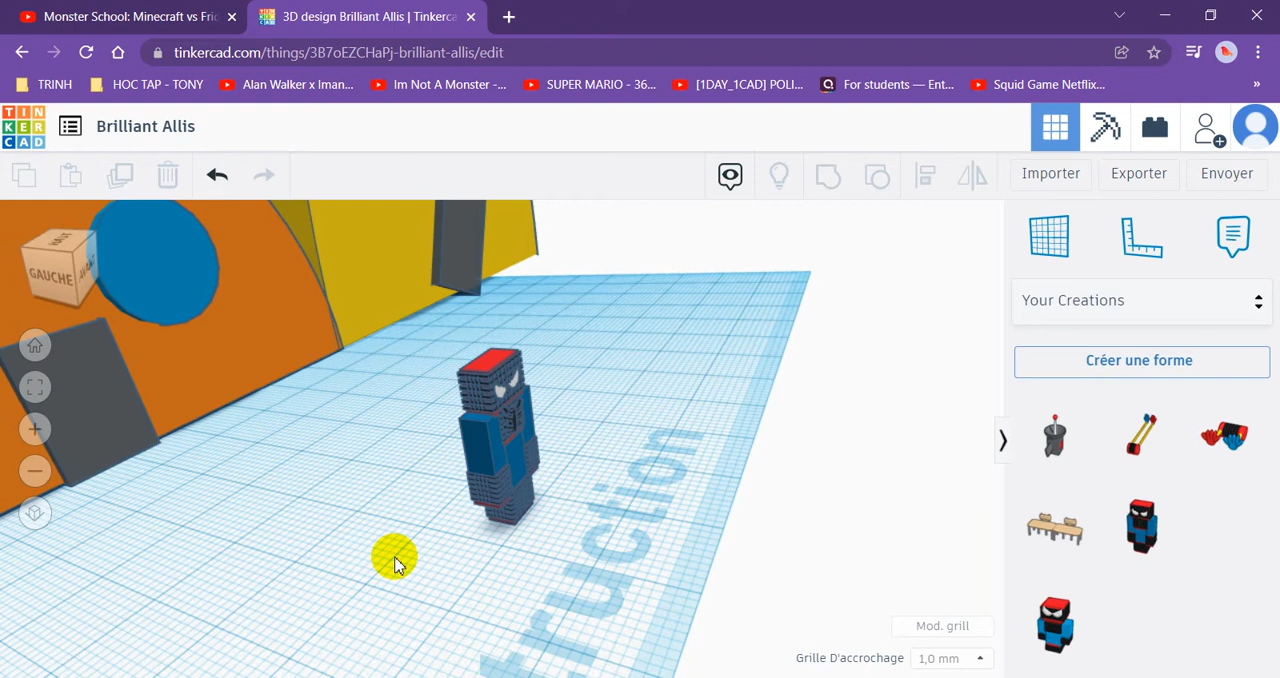 Monster School: Minecraft vs Fric
3D design Brilliant Allis | Tinkerca
tinkercad.com/things/3B7oEZCHaPj-brilliant-allis/edit
TRINH
HOC TAP - TONY
Alan Walker x Iman...
Im Not A Monster -...
SUPER MARIO - 36...
[1DAY_1CAD] POLI...
For students — Ent...
Squid Game Netflix...
»
TIN
KER
CAD
Brilliant Allis
Importer
Exporter
Envoyer
HAUT
GAUCHE
Your Creations
Créer une forme
truction
Mod. grill
Grille D'accrochage
1,0 mm